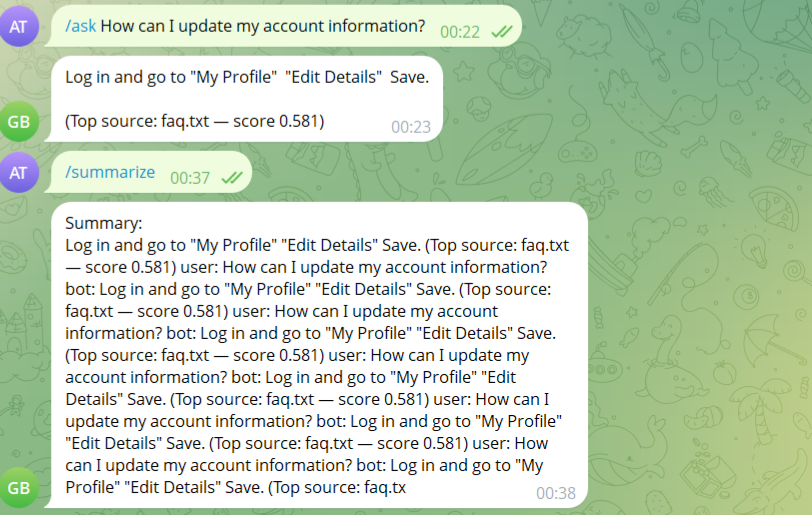 AT
/ask How can I update my account information? 00:22
Log in and go to "My Profile"  "Edit Details"  Save.
(Top source: faq.txt — score 0.581)
GB
00:23
AT
/summarize 00:37
Summary:
Log in and go to "My Profile" "Edit Details" Save. (Top source: faq.txt
— score 0.581) user: How can I update my account information?
bot: Log in and go to "My Profile" "Edit Details" Save. (Top source:
faq.txt — score 0.581) user: How can I update my account
information? bot: Log in and go to "My Profile" "Edit Details" Save.
(Top source: faq.txt — score 0.581) user: How can I update my
account information? bot: Log in and go to "My Profile" "Edit
Details" Save. (Top source: faq.txt — score 0.581) user: How can I
update my account information? bot: Log in and go to "My Profile"
"Edit Details" Save. (Top source: faq.txt — score 0.581) user: How
can I update my account information? bot: Log in and go to "My
Profile" "Edit Details" Save. (Top source: faq.tx
GB
00:38